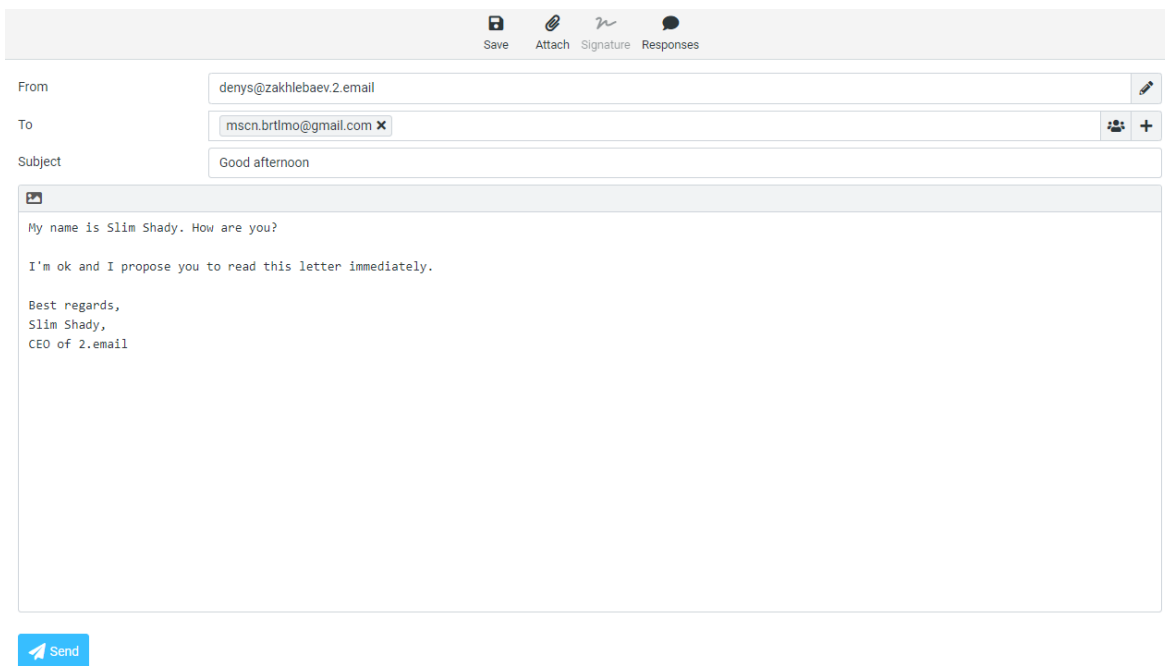 Save Attach Signature Responses
From denys@zakhlebaev.2.email
To mscn.brtlmo@gmail.com
Subject Good afternoon
My name is Slim Shady. How are you?
I'm ok and I propose you to read this letter immediately.
Best regards,
Slim Shady,
CEO of 2.email
Send